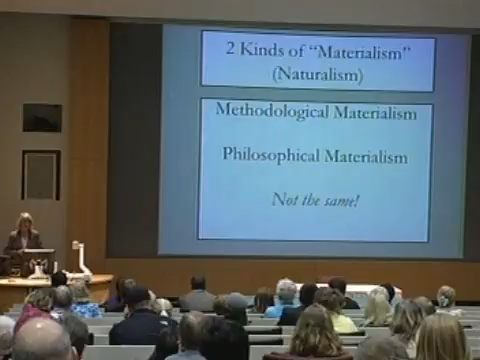 2 Kinds of “Materialism”
(Naturalism)
Methodological Materialism
Philosophical Materialism
Not the same!